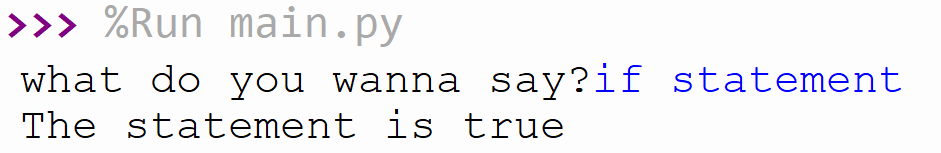 >>> %Run main.py
what do you wanna say?if statement
The statement is true